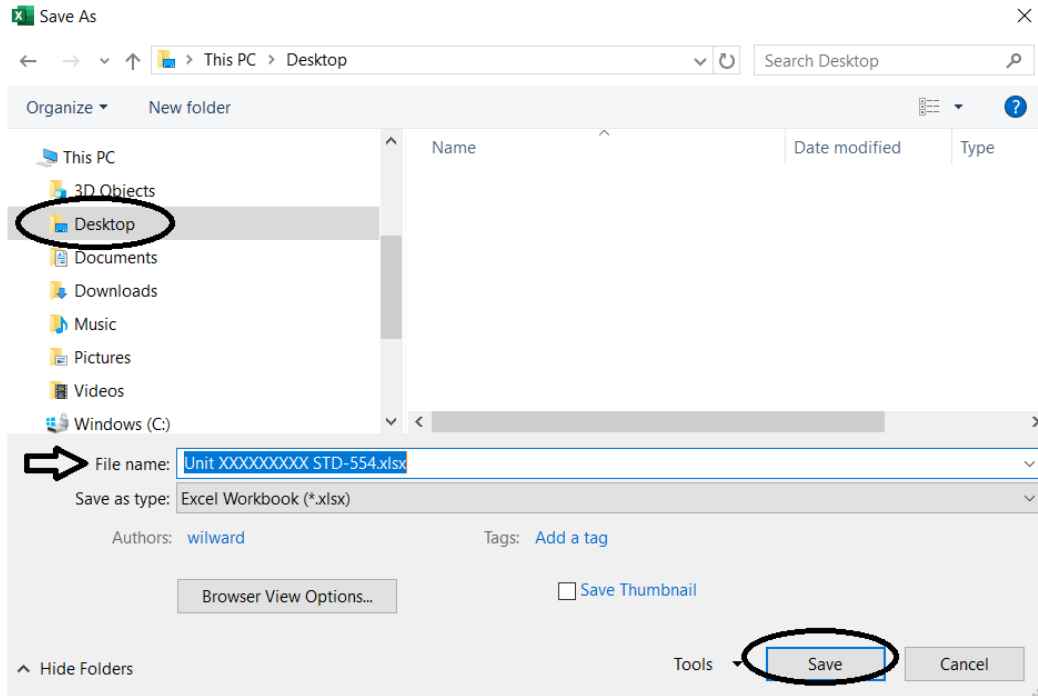 Save As
This PC > Desktop
Search Desktop
Organize
New folder
?
Name
Date modified
Type
This PC
3D Objects
Desktop
Documents
Downloads
Music
Pictures
Videos
Windows (C:)
File name: Unit XXXXXXXXX STD-554.xlsx
Save as type: Excel Workbook (*.xlsx)
Authors: wilward
Tags: Add a tag
Browser View Options...
Save Thumbnail
Hide Folders
Tools
Save
Cancel